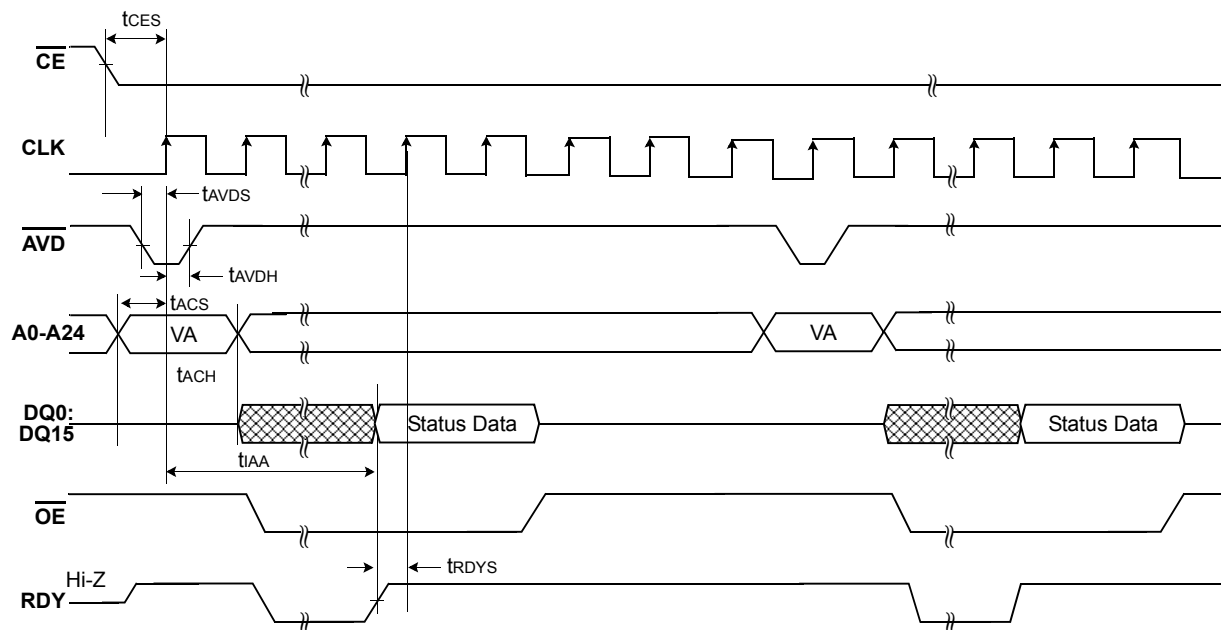 tCES
CE
CLK
tAVDS
AVD
tAVDH
tACS
A0-A24
VA
VA
tACH
DQ0:
DQ15
Status Data
Status Data
tIAA
OE
tRDYS
Hi-Z
RDY